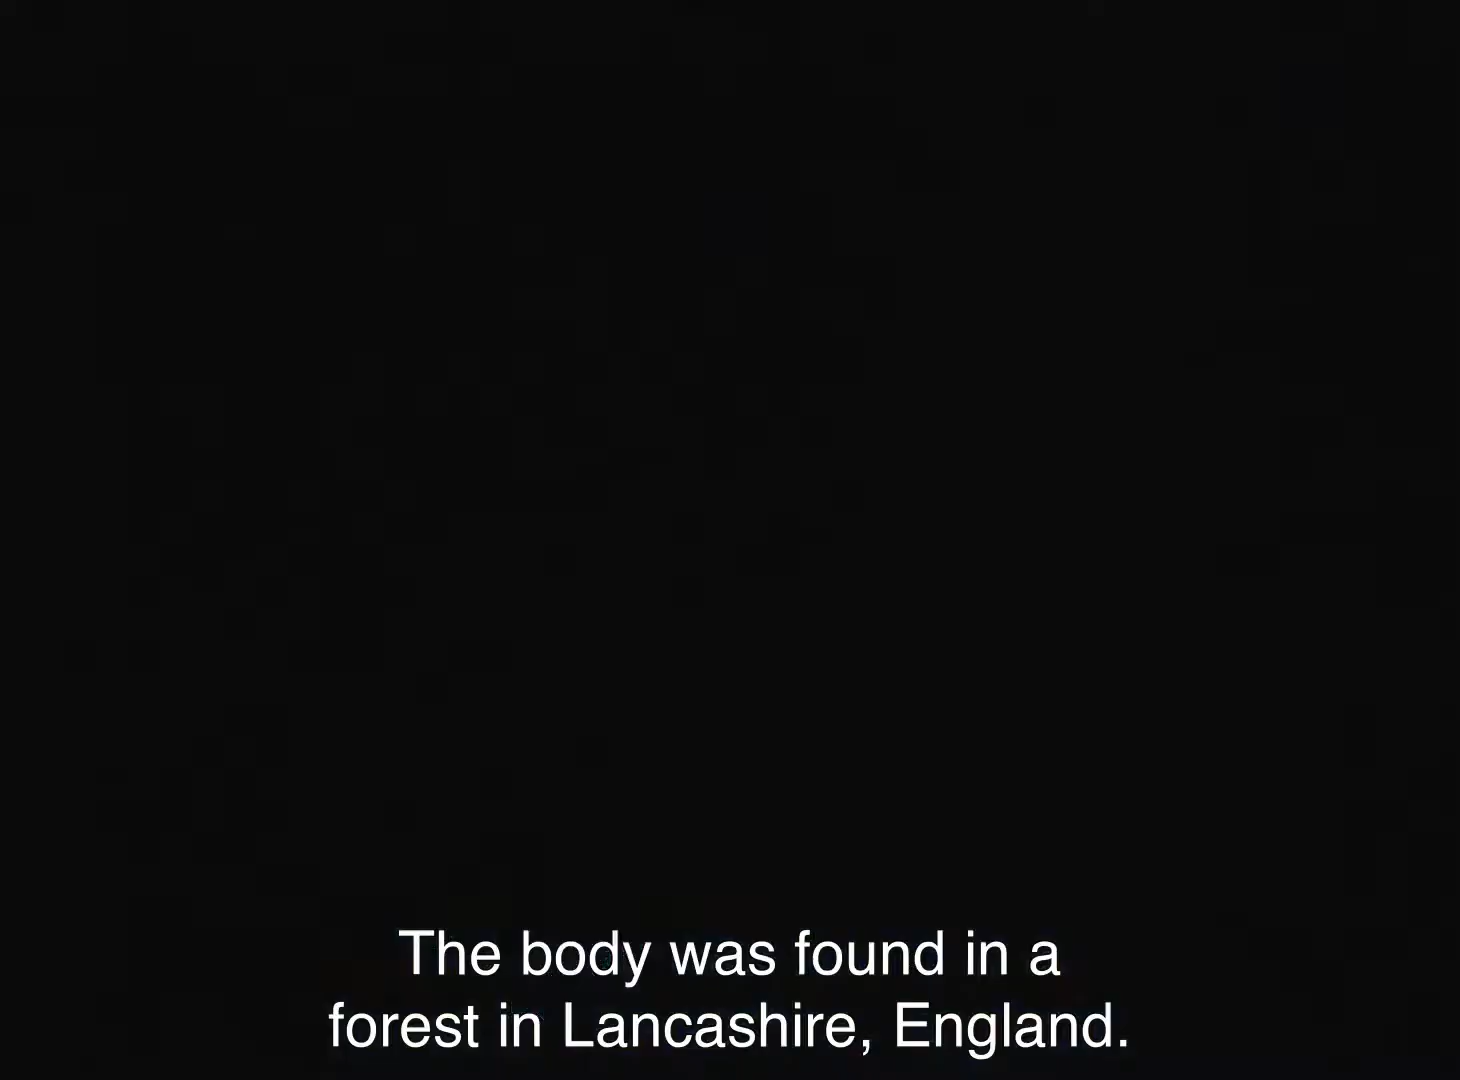 The body was found in a
forest in Lancashire, England.